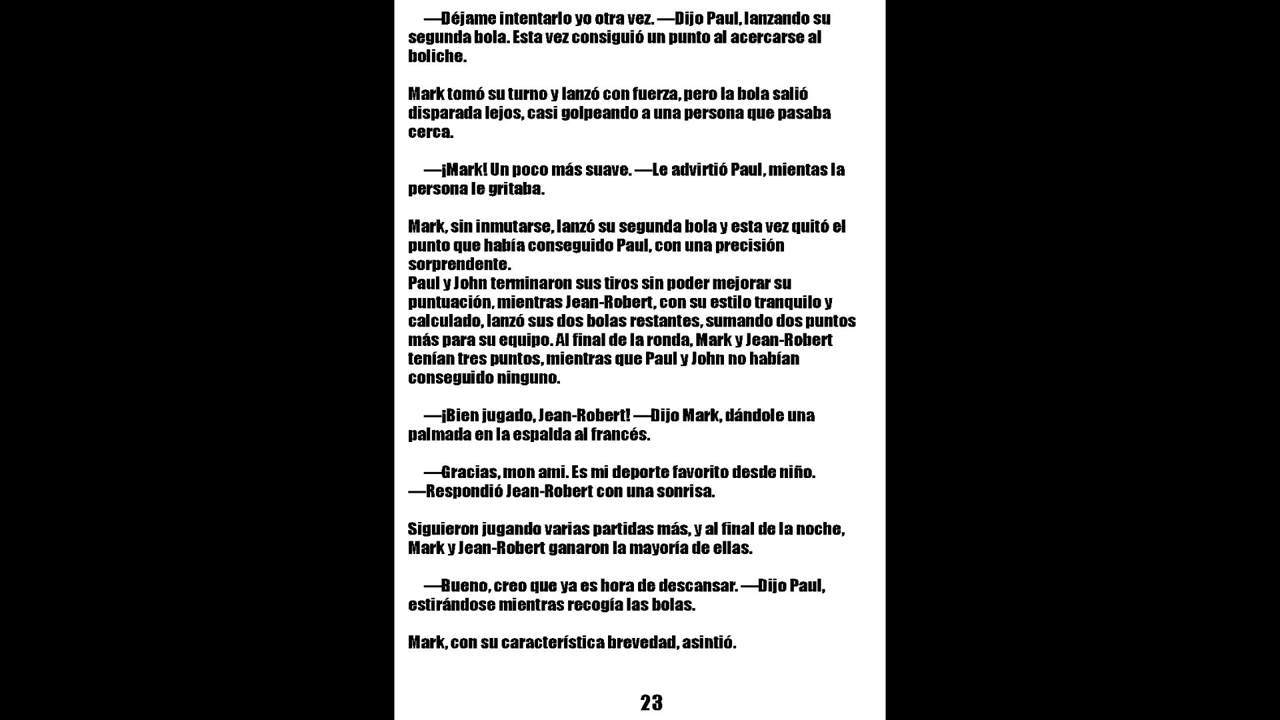 —Déjame intentarlo yo otra vez. —Dijo Paul, lanzando su
segunda bola. Esta vez consiguió un punto al acercarse al
boliche.
Mark tomó su turno y lanzó con fuerza, pero la bola salió
disparada lejos, casi golpeando a una persona que pasaba
cerca.
—¡Mark! Un poco más suave. —Le advirtió Paul, mientas la
persona le gritaba.
Mark, sin inmutarse, lanzó su segunda bola y esta vez quitó el
punto que había conseguido Paul, con una precisión
sorprendente.
Paul y John terminaron sus tiros sin poder mejorar su
puntuación, mientras Jean-Robert, con su estilo tranquilo y
calculado, lanzó sus dos bolas restantes, sumando dos puntos
más para su equipo. Al final de la ronda, Mark y Jean-Robert
tenían tres puntos, mientras que Paul y John no habían
conseguido ninguno.
—¡Bien jugado, Jean-Robert! —Dijo Mark, dándole una
palmada en la espalda al francés.
—Gracias, mon ami. Es mi deporte favorito desde niño.
—Respondió Jean-Robert con una sonrisa.
Siguieron jugando varias partidas más, y al final de la noche,
Mark y Jean-Robert ganaron la mayoría de ellas.
—Bueno, creo que ya es hora de descansar. —Dijo Paul,
estirándose mientras recogía las bolas.
Mark, con su característica brevedad, asintió.
23